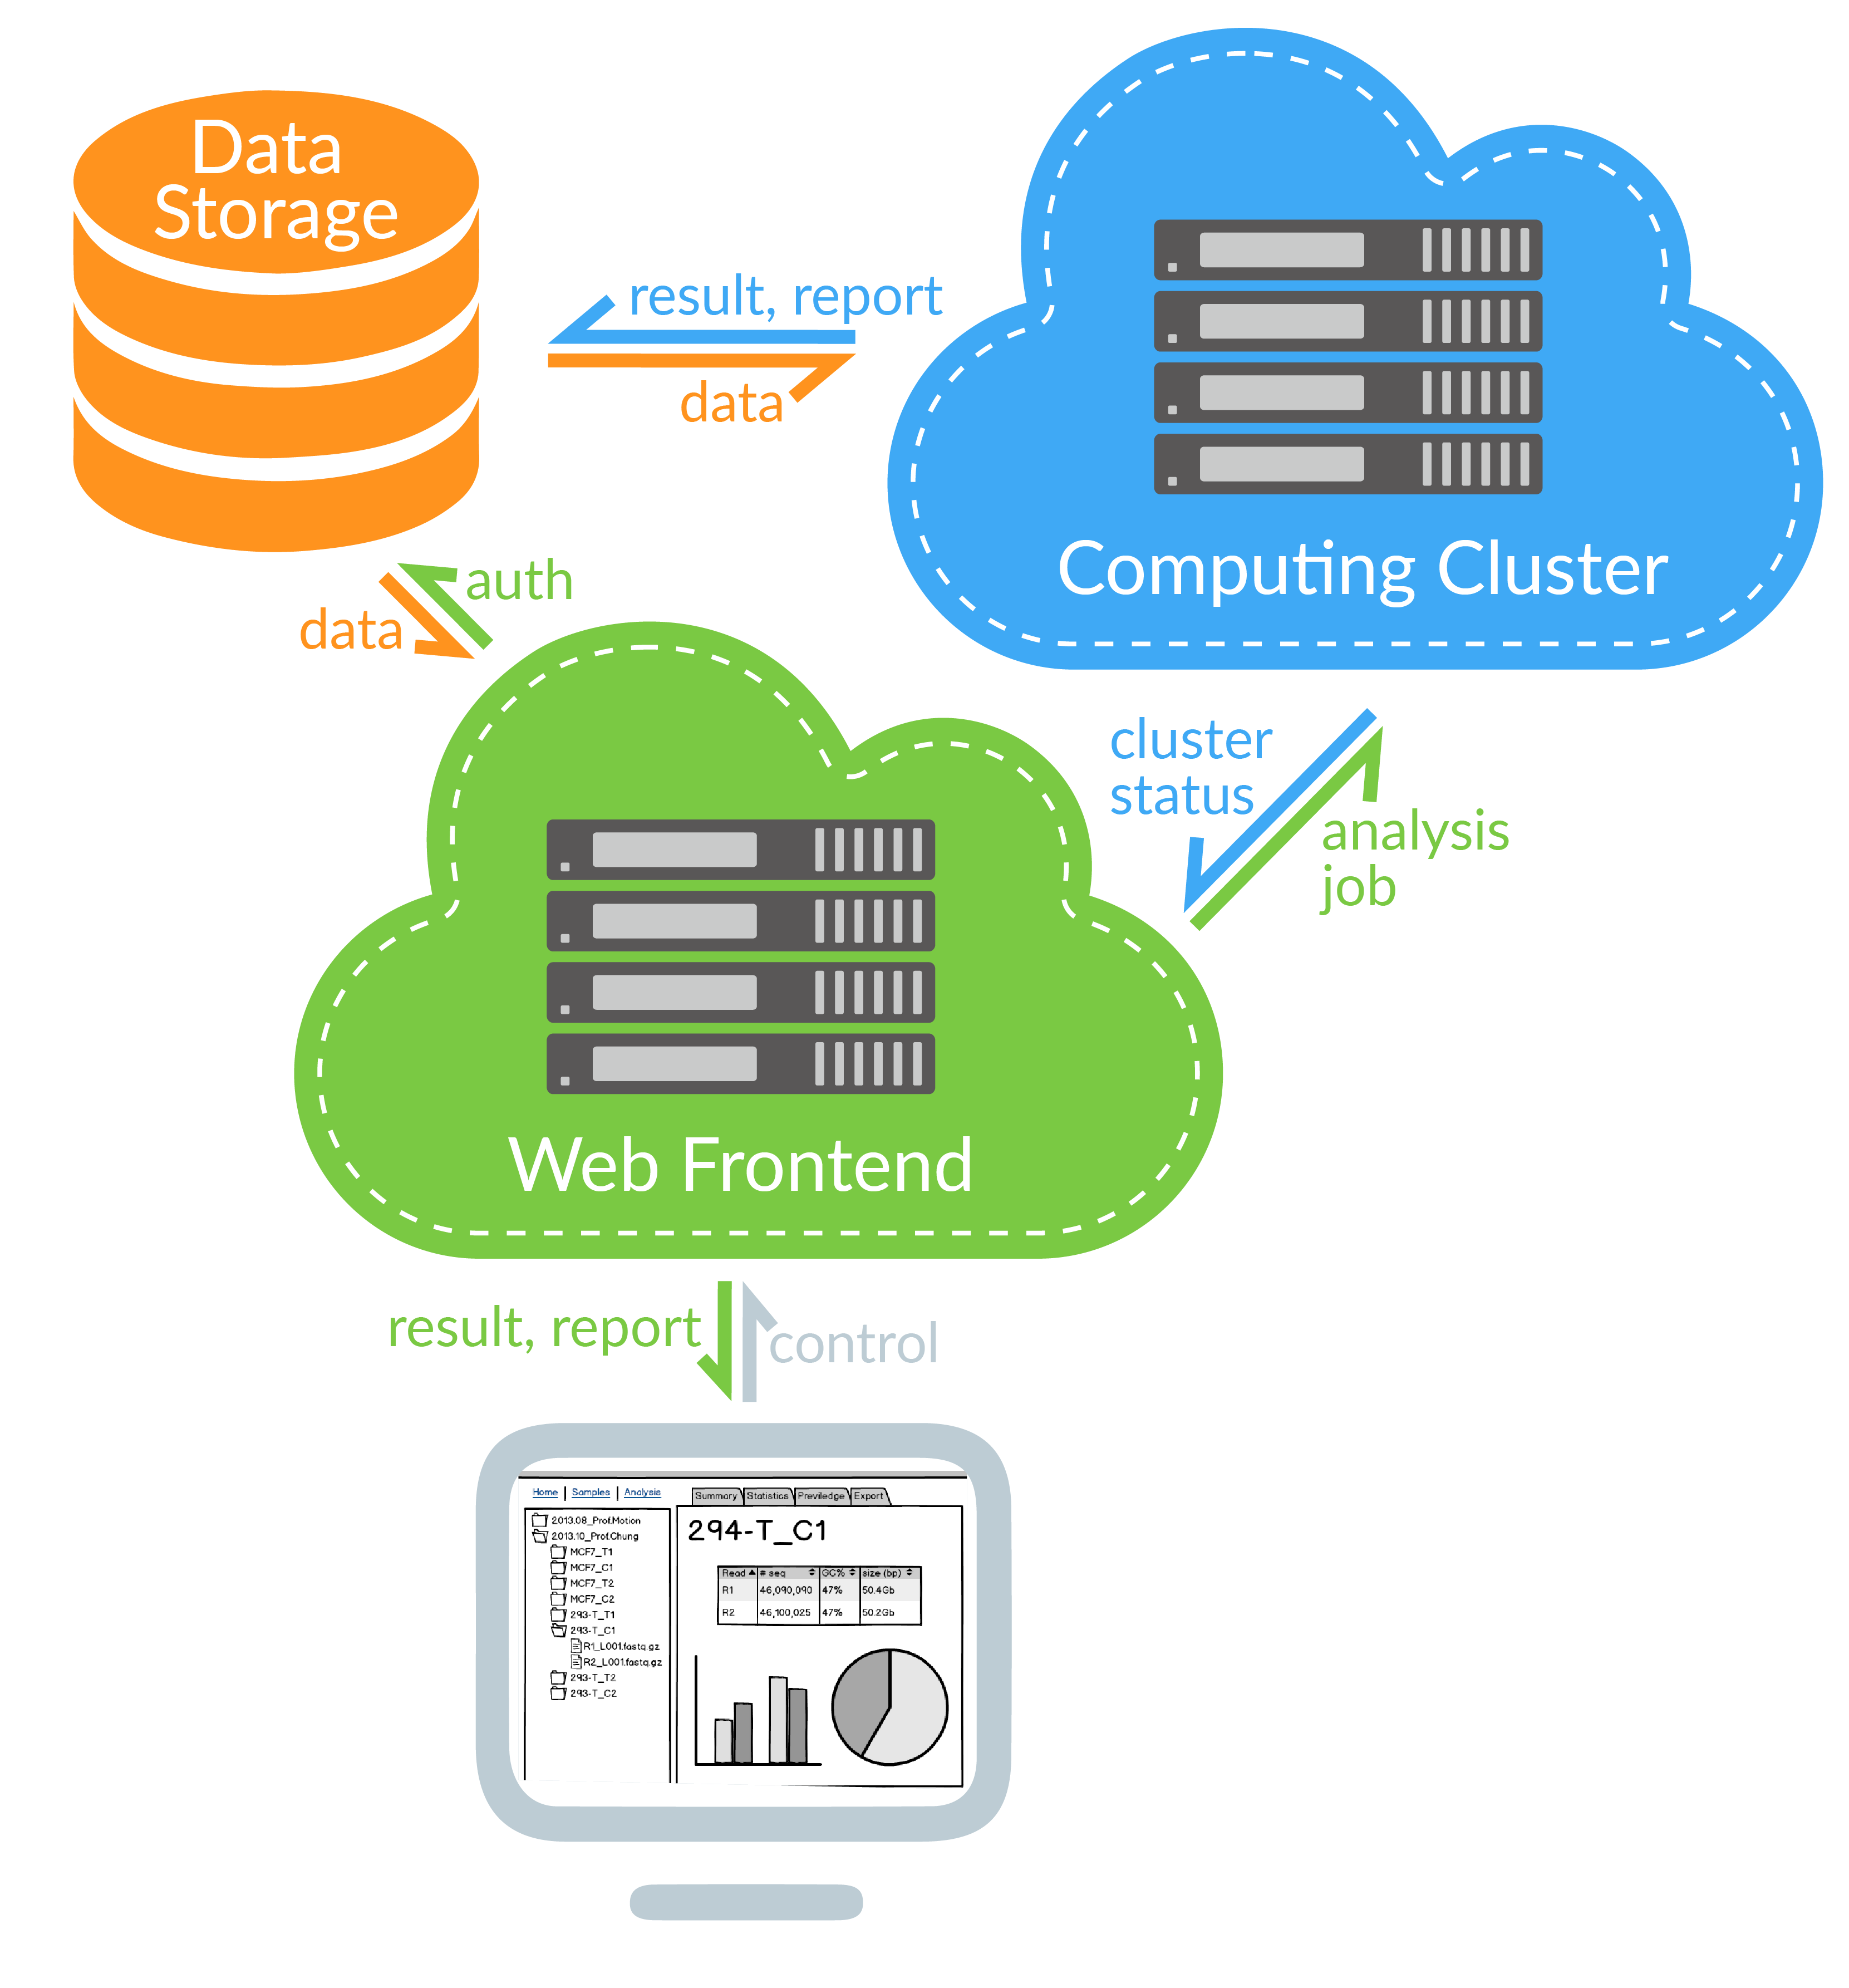 Data
Storage
result, report
data
Computing Cluster
auth
data
cluster
status
analysis
job
Web Frontend
result, report
control
Home | Samples | Analysis
Summary Statistics Previledge Export
2013.08_Prof.Motion
2013.10_Prof.Chung
MCF7_T1
MCF7_C1
MCF7_T2
MCF7_C2
293-T_T1
293-T_C1
R1_L001.fastq.gz
R2_L001.fastq.gz
293-T_T2
293-T_C2
294-T_C1
Read # seq GC% size (bp)
R1 46,090,090 47% 50.4Gb
R2 46,100,025 47% 50.2Gb